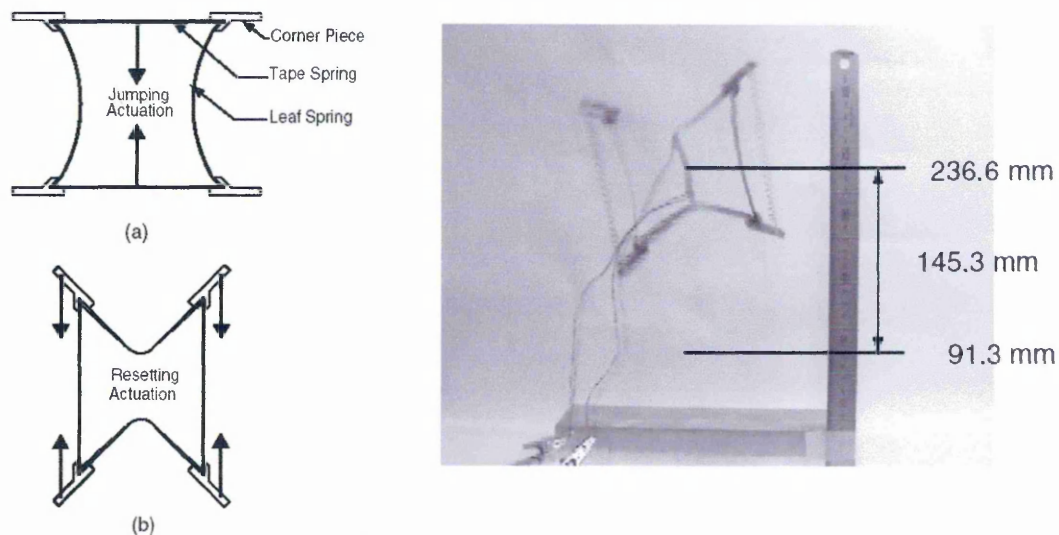 Corner Piece
Tape Spring
Jumping
Actuation
Leaf Spring
(a)
Resetting
Actuation
(b)
236.6 mm
145.3 mm
91.3 mm